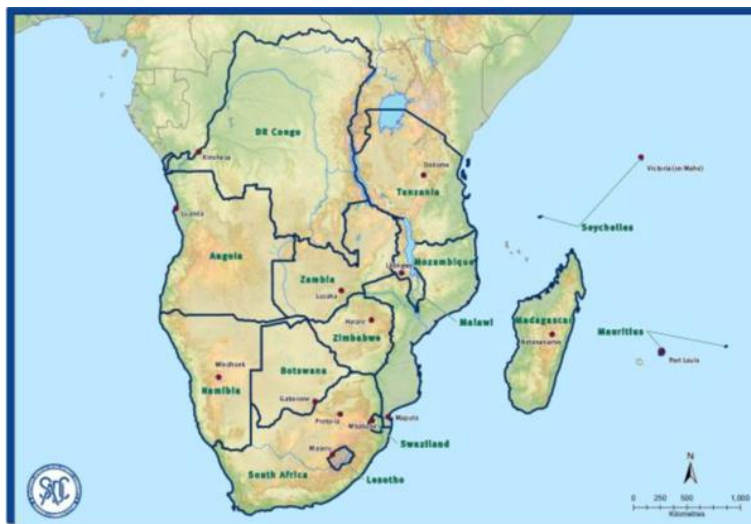 DR Congo
Kinshasa
Dodoma
Tanzania
Victoria (on Mahe)
Seychelles
Luanda
Angola
Mozambique
Zambia
Lusaka
Malawi
Harare
Zimbabwe
Madagascar
Antananarivo
Mauritius
Port Louis
Windhoek
Namibia
Botswana
Gaborone
Pretoria
Maputo
Swaziland
Maseru
South Africa
Lesotho
SADC
N
0 250 500 1,000
Kilometres